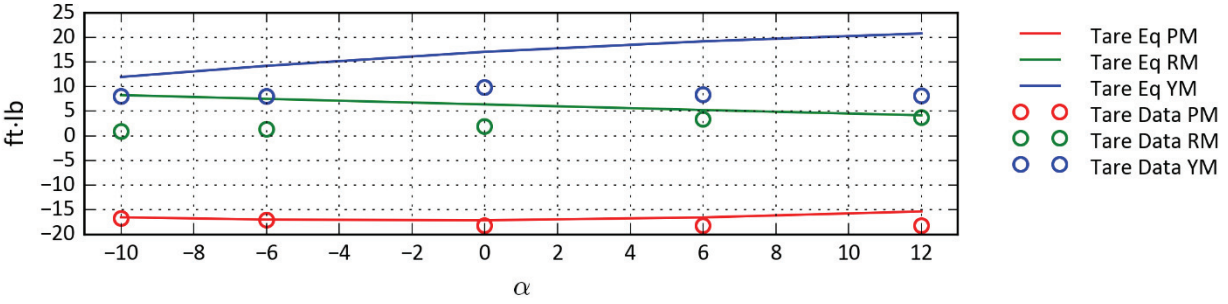 25
20
15
10
5
0
−5
−10
−15
−20
ft·lb
−10 −8 −6 −4 −2 0 2 4 6 8 10 12
α
Tare Eq PM
Tare Eq RM
Tare Eq YM
Tare Data PM
Tare Data RM
Tare Data YM